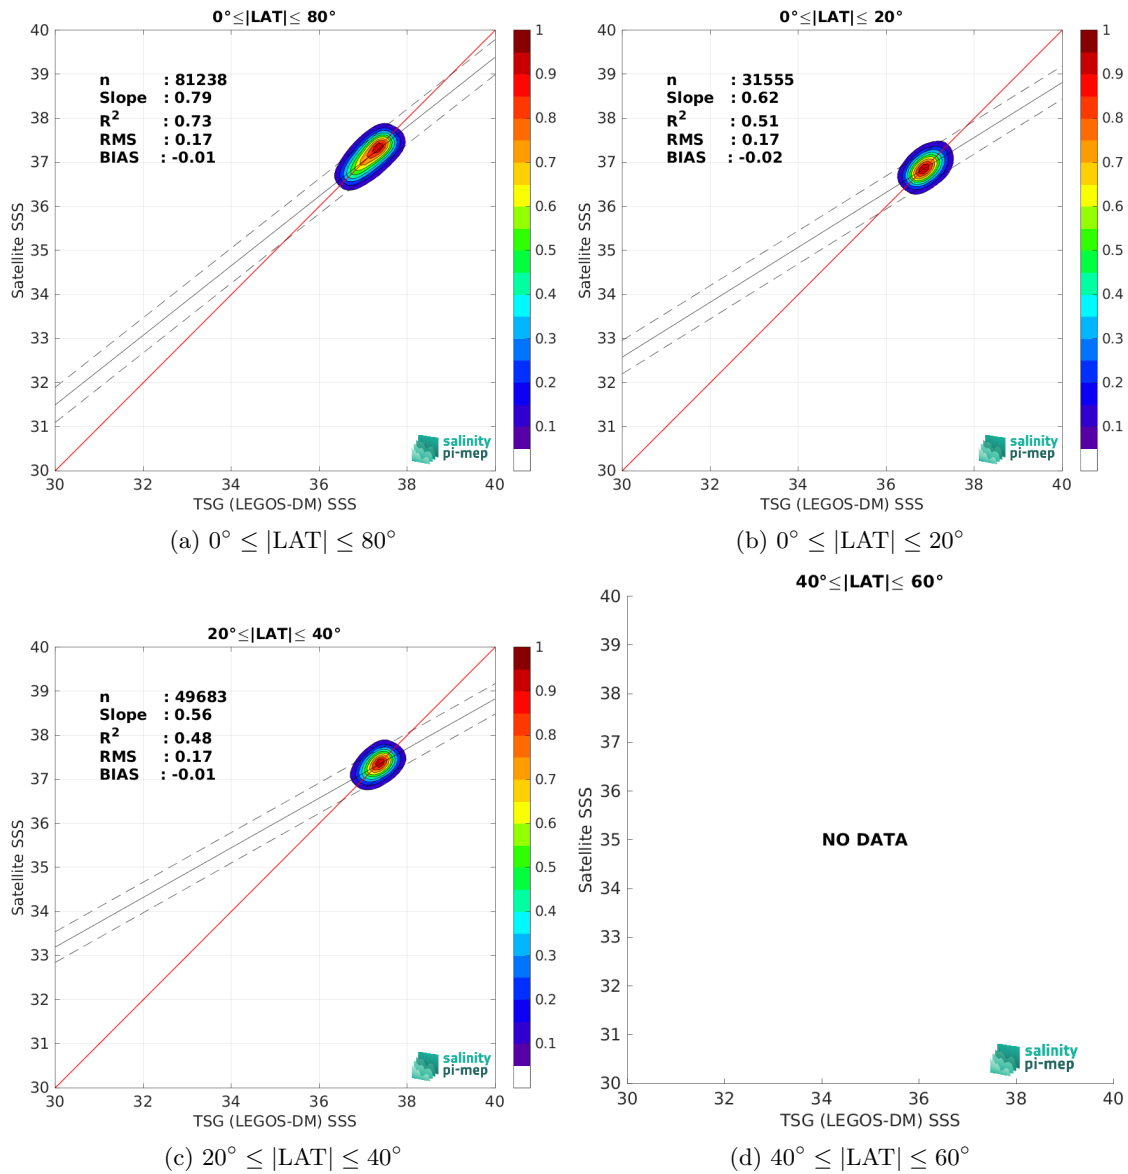 0°≤|LAT|≤ 80°
40
39
38
37
36
35
34
33
32
31
30
Satellite SSS
n : 81238
Slope : 0.79
R2 : 0.73
RMS : 0.17
BIAS : -0.01
salinity
pi-mep
30 32 34 36 38 40
TSG (LEGOS-DM) SSS
1
0.9
0.8
0.7
0.6
0.5
0.4
0.3
0.2
0.1
(a) 0° ≤ |LAT| ≤ 80°
0°≤|LAT|≤ 20°
40
39
38
37
36
35
34
33
32
31
30
Satellite SSS
n : 31555
Slope : 0.62
R2 : 0.51
RMS : 0.17
BIAS : -0.02
salinity
pi-mep
30 32 34 36 38 40
TSG (LEGOS-DM) SSS
1
0.9
0.8
0.7
0.6
0.5
0.4
0.3
0.2
0.1
(b) 0° ≤ |LAT| ≤ 20°
20°≤|LAT|≤ 40°
40
39
38
37
36
35
34
33
32
31
30
Satellite SSS
n : 49683
Slope : 0.56
R2 : 0.48
RMS : 0.17
BIAS : -0.01
salinity
pi-mep
30 32 34 36 38 40
TSG (LEGOS-DM) SSS
1
0.9
0.8
0.7
0.6
0.5
0.4
0.3
0.2
0.1
(c) 20° ≤ |LAT| ≤ 40°
40°≤|LAT|≤ 60°
40
39
38
37
36
35
34
33
32
31
30
Satellite SSS
NO DATA
salinity
pi-mep
30 32 34 36 38 40
TSG (LEGOS-DM) SSS
(d) 40° ≤ |LAT| ≤ 60°